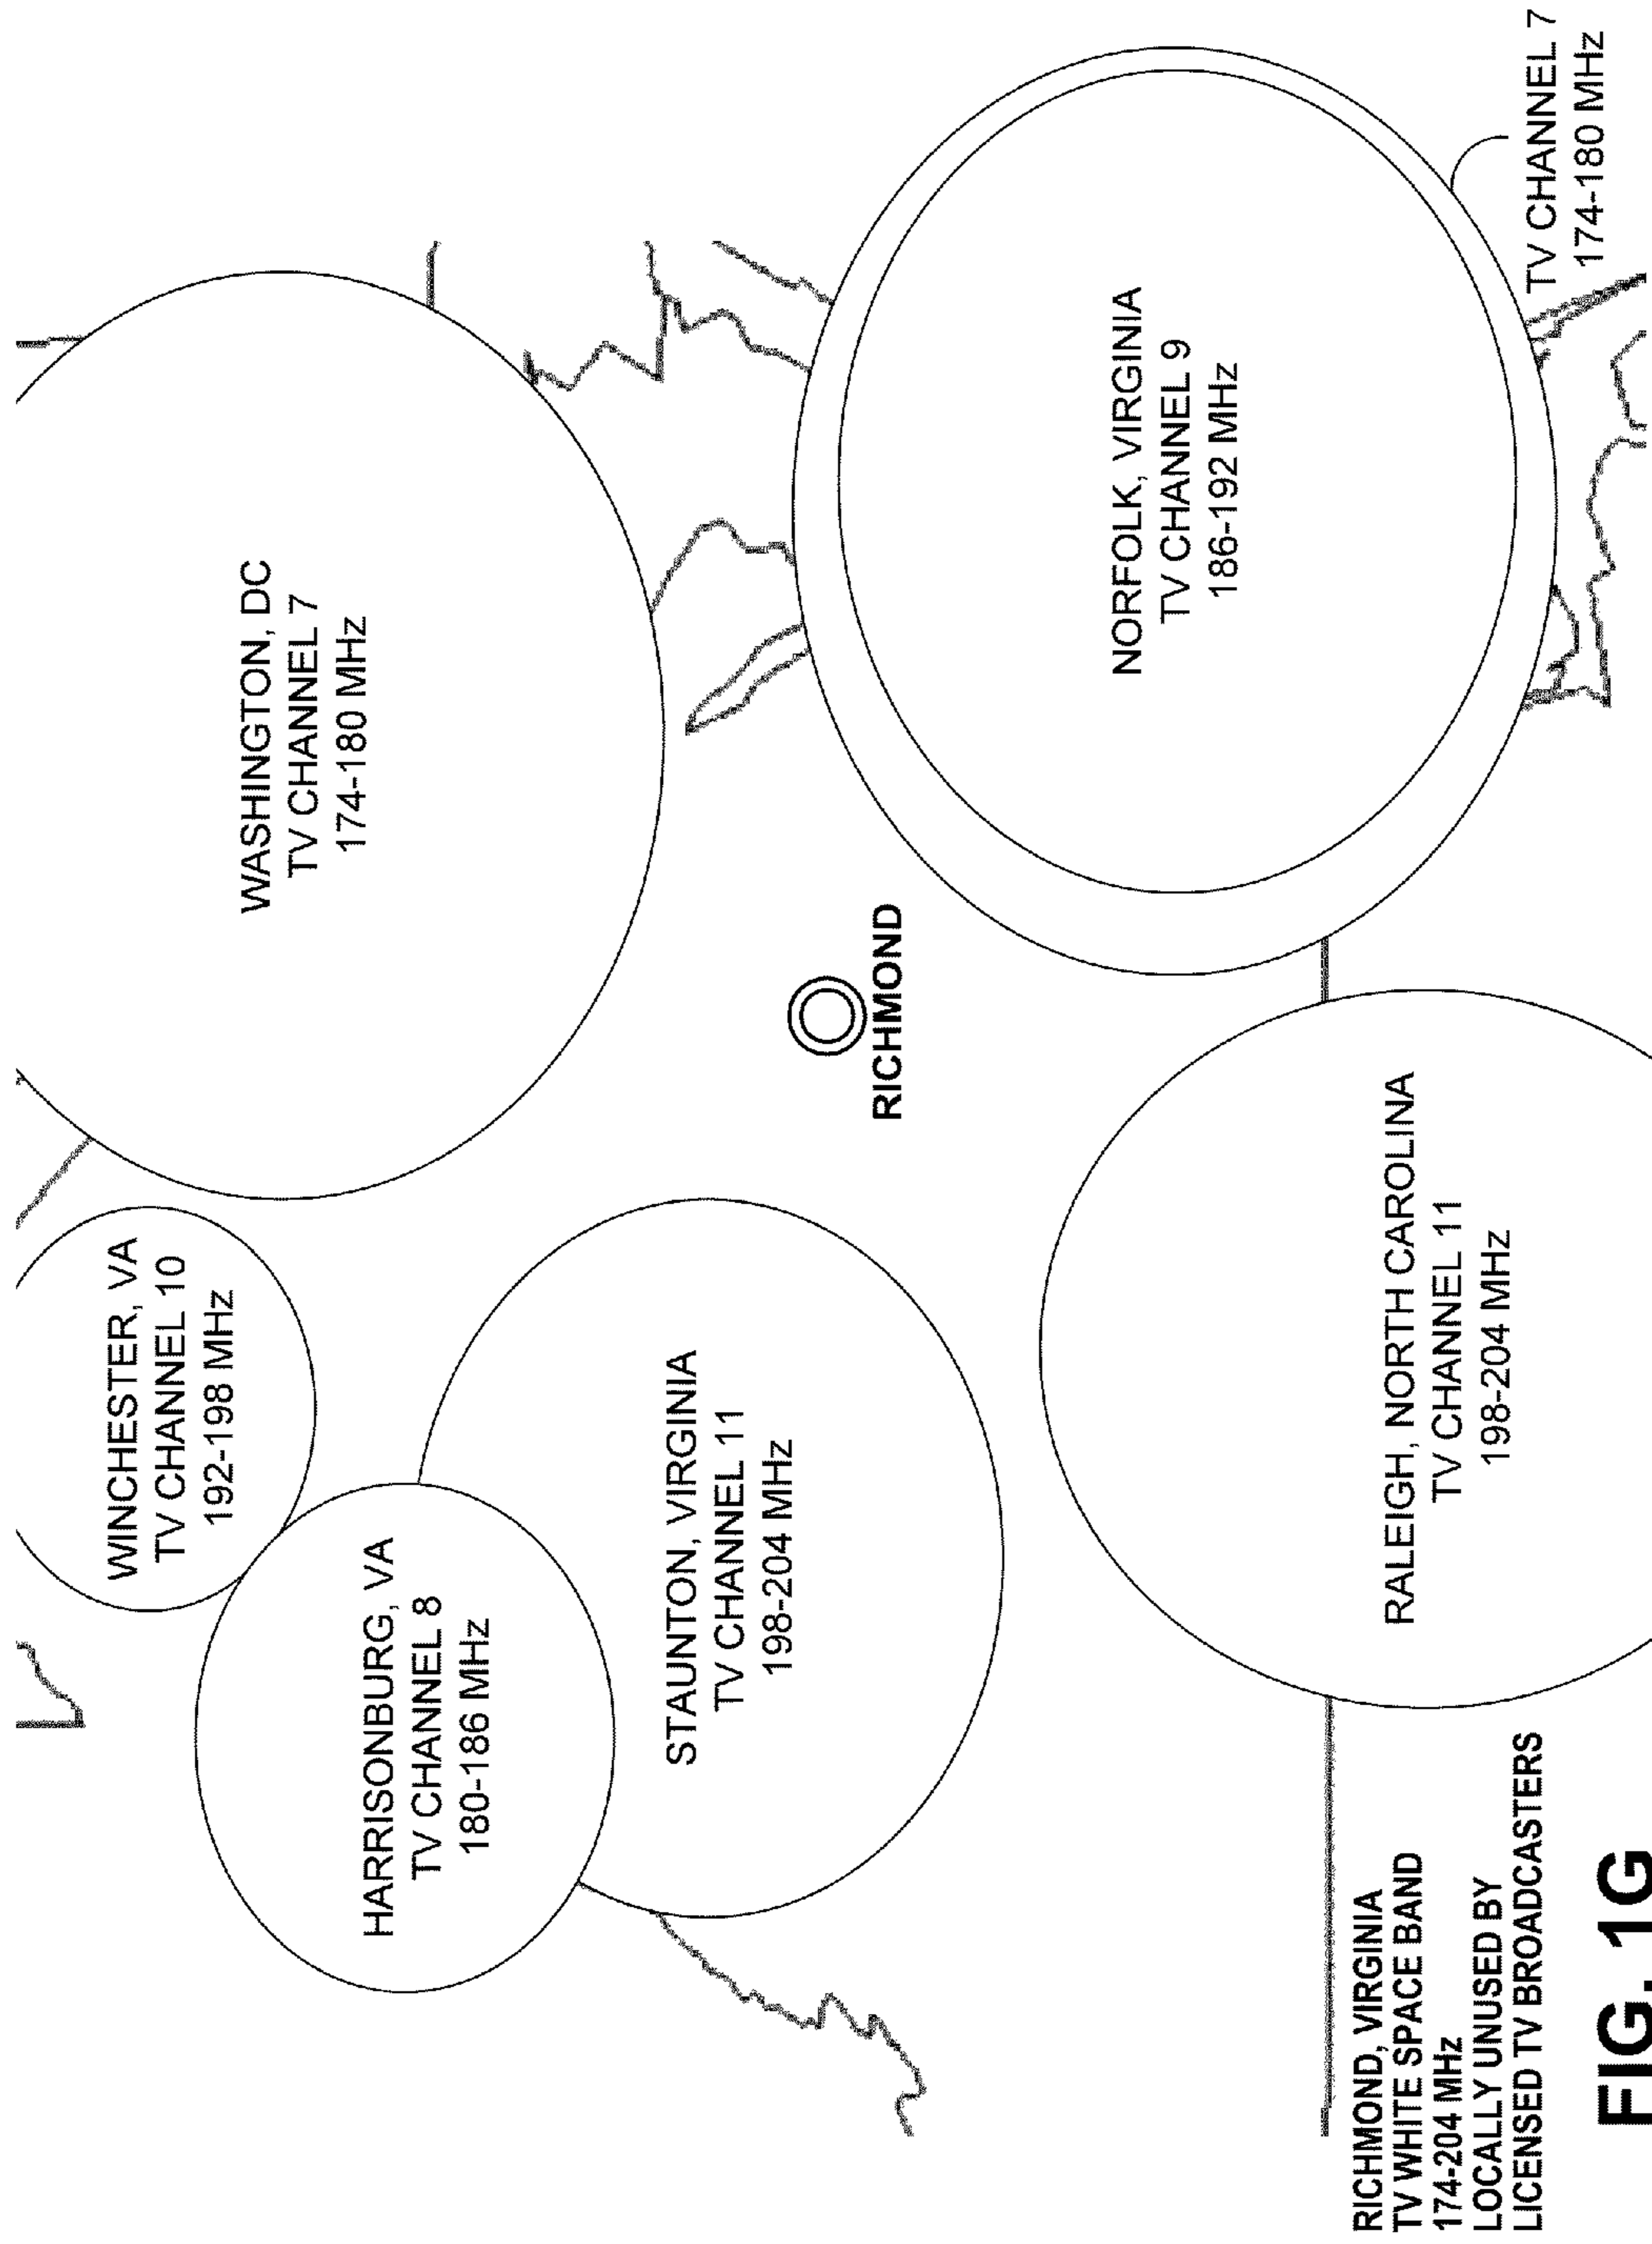 WINCHESTER, VA
TV CHANNEL 10
192-198 MHz
WASHINGTON, DC
TV CHANNEL 7
174-180 MHz
HARRISONBURG, VA
TV CHANNEL 8
180-186 MHz
STAUNTON, VIRGINIA
TV CHANNEL 11
198-204 MHz
RICHMOND
NORFOLK, VIRGINIA
TV CHANNEL 9
186-192 MHz
RALEIGH, NORTH CAROLINA
TV CHANNEL 11
198-204 MHz
TV CHANNEL 7
174-180 MHz
RICHMOND, VIRGINIA
TV WHITE SPACE BAND
174-204 MHz
LOCALLY UNUSED BY
LICENSED TV BROADCASTERS
FIG. 1G